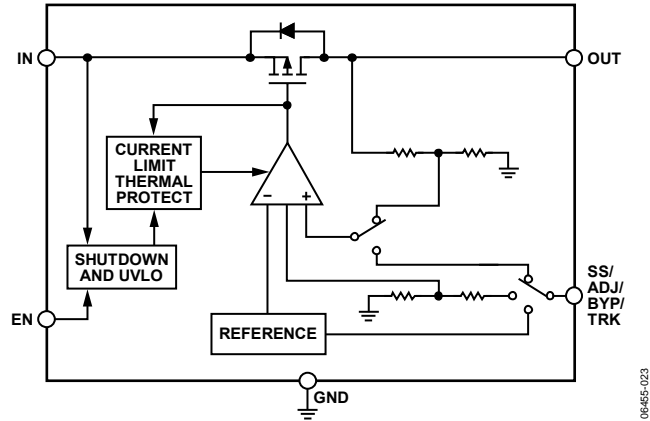 IN
OUT
CURRENT
LIMIT
THERMAL
PROTECT
– +
SHUTDOWN
AND UVLO
SS/
ADJ/
BYP/
TRK
EN
REFERENCE
GND
06455-023